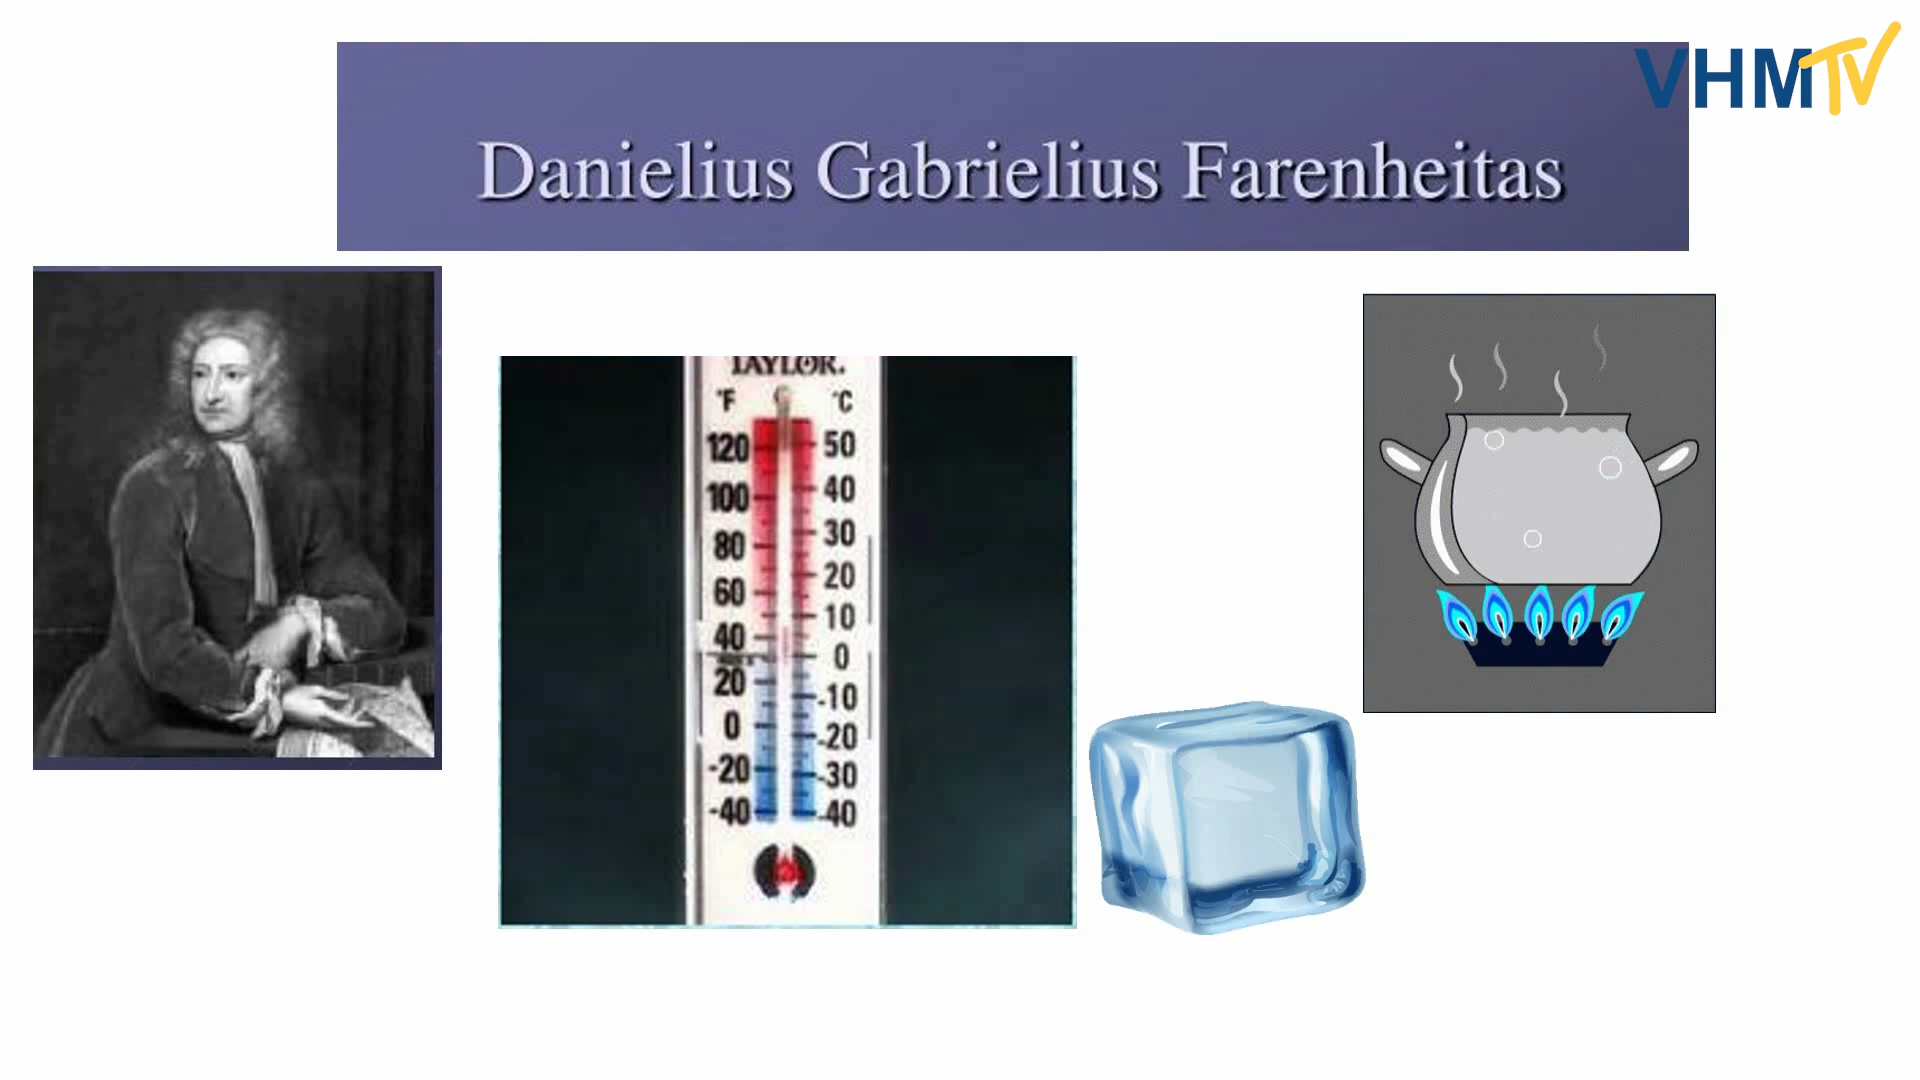 VHMTV
Danielius Gabrielius Farenheitas
TAYLOR.
°F °C
120 50
100 40
80 30
60 20
40 10
20 0
0 -10
-20 -20
-40 -30
-40